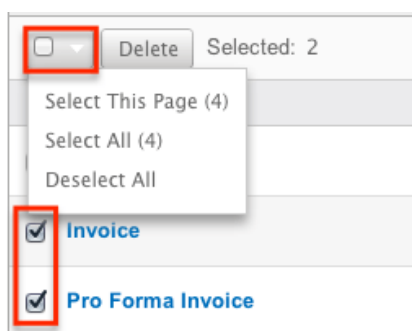 Delete Selected: 2
Select This Page (4)
Select All (4)
Deselect All
Invoice
Pro Forma Invoice